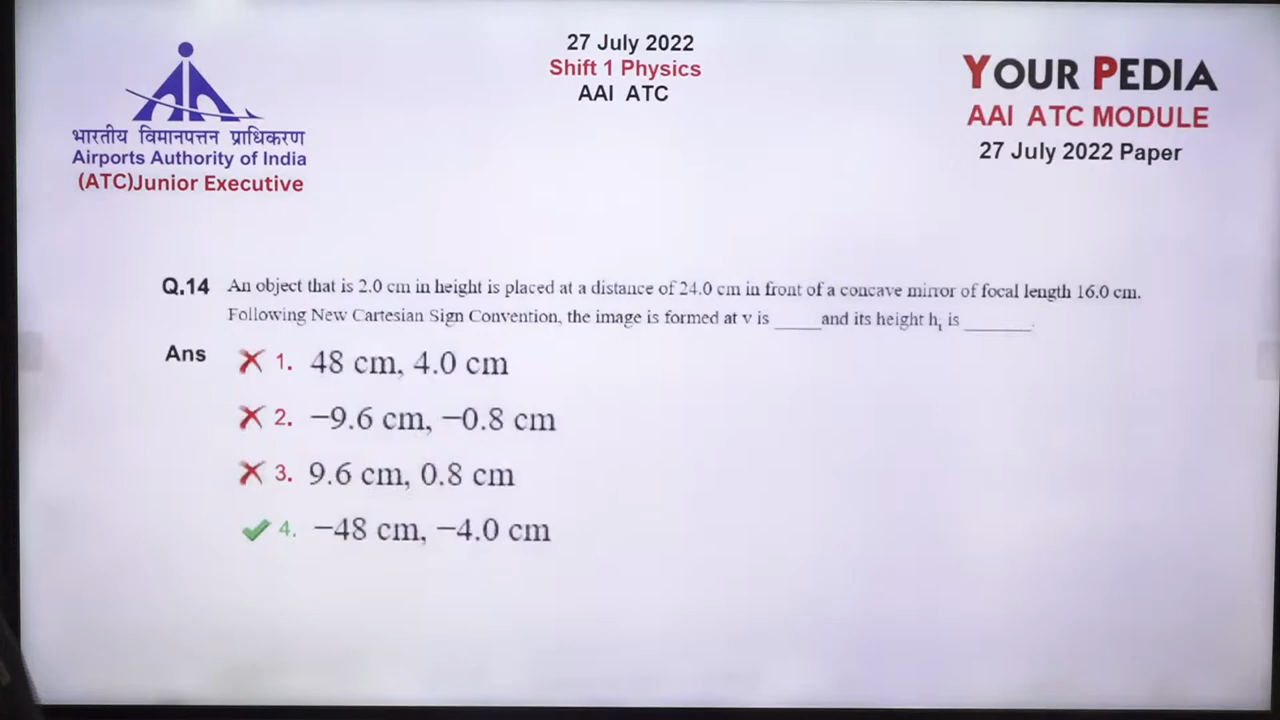 27 July 2022
Shift 1 Physics
AAI ATC
भारतीय विमानपत्तन प्राधिकरण
Airports Authority of India
(ATC)Junior Executive
YOUR PEDIA
AAI ATC MODULE
27 July 2022 Paper
Q.14 An object that is 2.0 cm in height is placed at a distance of 24.0 cm in front of a concave mirror of focal length 16.0 cm.
Following New Cartesian Sign Convention, the image is formed at v is _____ and its height hᵢ is _______.
Ans
1. 48 cm, 4.0 cm
2. −9.6 cm, −0.8 cm
3. 9.6 cm, 0.8 cm
4. −48 cm, −4.0 cm